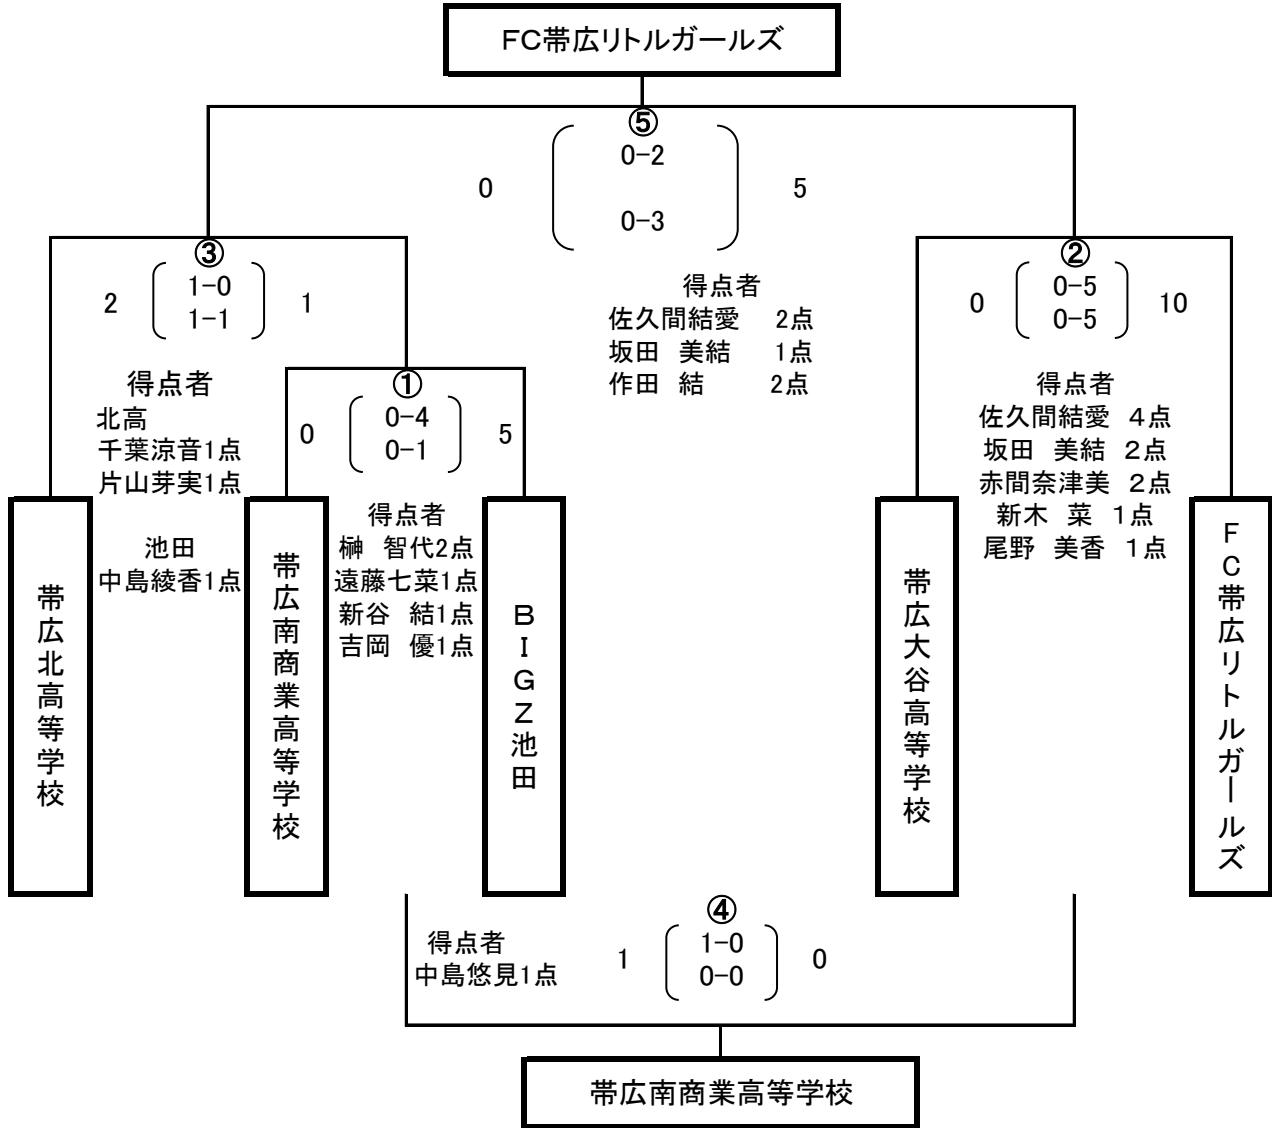 FC帯広リトルガールズ
⑤
0-2
0
5
0-3
得点者
佐久間結愛 2点
坂田 美結 1点
作田 結 2点
③
1-0
2
1
1-1
得点者
北高
千葉涼音1点
片山芽実1点
池田
中島綾香1点
①
0-4
0
5
0-1
得点者
榊 智代2点
遠藤七菜1点
新谷 結1点
吉岡 優1点
②
0-5
0
10
0-5
得点者
佐久間結愛 4点
坂田 美結 2点
赤間奈津美 2点
新木 菜 1点
尾野 美香 1点
帯広北高等学校
帯広南商業高等学校
BIGZ池田
帯広大谷高等学校
FC帯広リトルガールズ
④
得点者
中島悠見1点
1
1-0
0-0
0
帯広南商業高等学校